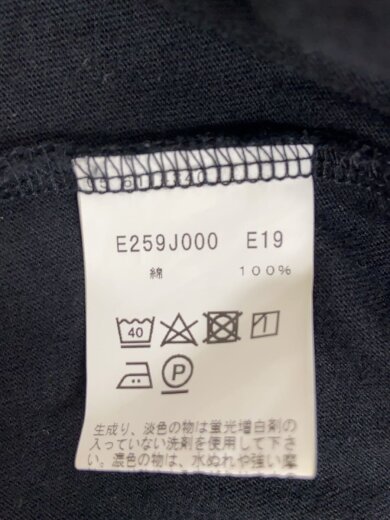 E259J000 E19
綿 100%
40
P
生成り、淡色の物は蛍光増白剤の
入っていない洗剤を使用して下さ
い。濃色の物は、水ぬれや強い摩